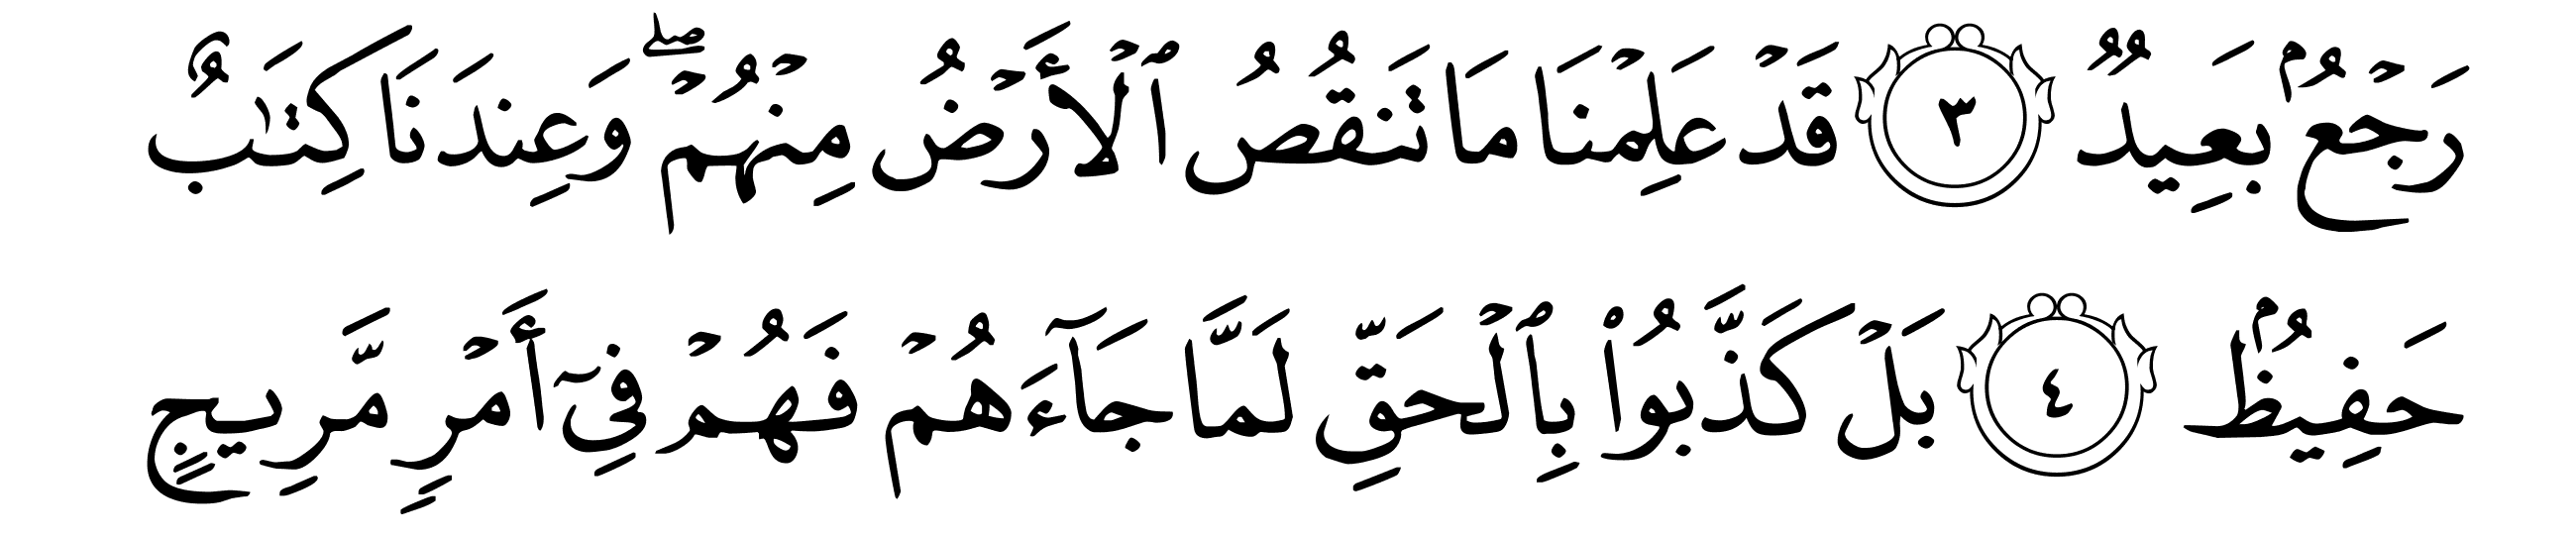 رَجْعُۢ بَعِيدٌ ٣ قَدْ عَلِمْنَا مَا تَنقُصُ ٱلْأَرْضُ مِنْهُمْ ۖ وَعِندَنَا كِتَٰبٌ
حَفِيظٌۢ ٤ بَلْ كَذَّبُوا۟ بِٱلْحَقِّ لَمَّا جَآءَهُمْ فَهُمْ فِىٓ أَمْرٍ مَّرِيجٍ